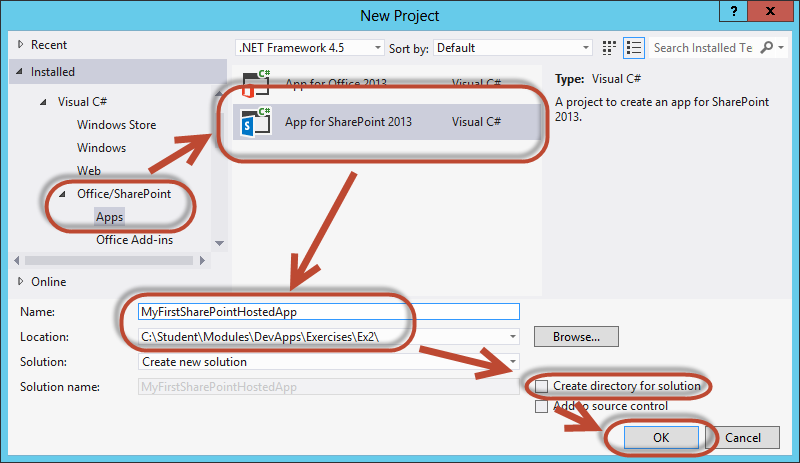 New Project
? X
Recent
.NET Framework 4.5 Sort by: Default Search Installed Te
Installed
Visual C#
Windows Store
Windows
Web
Office/SharePoint
Apps
Office Add-ins
Online
C# App for Office 2013 Visual C#
C# App for SharePoint 2013 Visual C#
Type: Visual C#
A project to create an app for SharePoint
2013.
Name: MyFirstSharePointHostedApp
Location: C:\Student\Modules\DevApps\Exercises\Ex2\ Browse...
Solution: Create new solution
Solution name: MyFirstSharePointHostedApp
Create directory for solution
Add to source control
OK Cancel